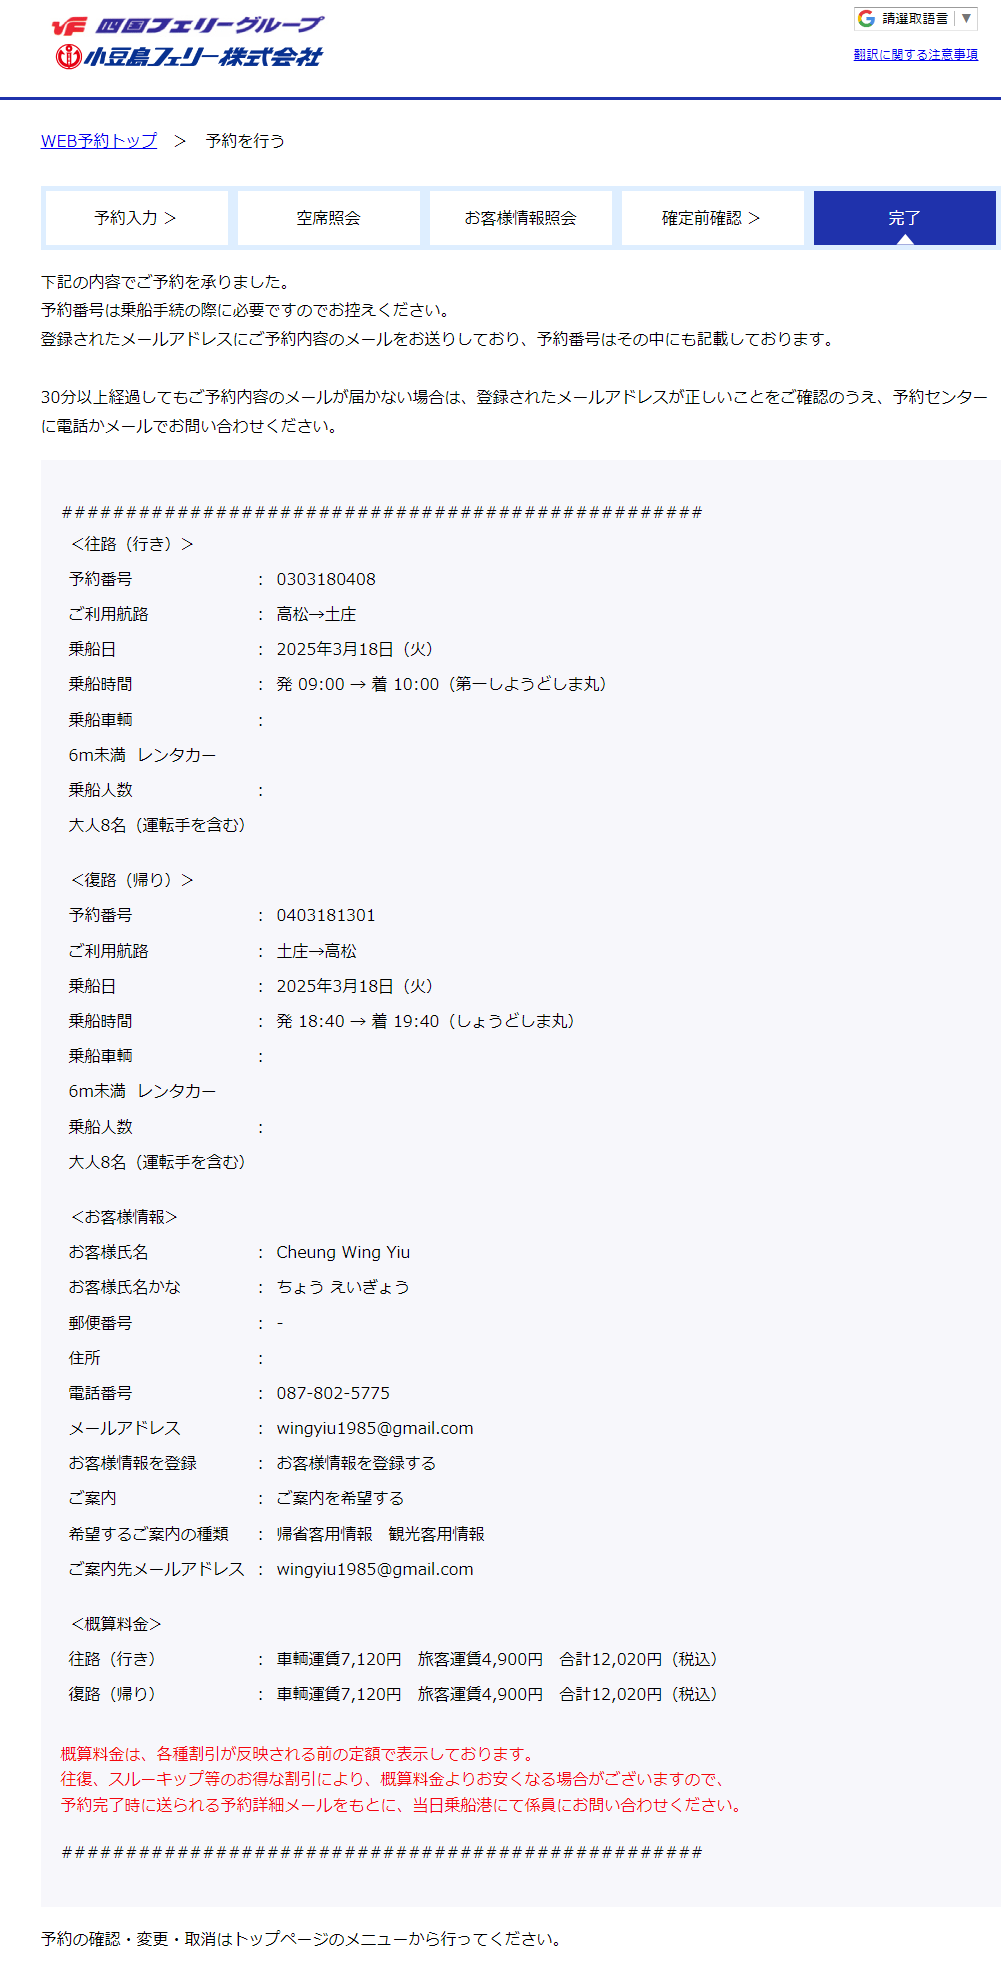 四国フェリーグループ
小豆島フェリー株式会社
請選取語言 ▼
翻訳に関する注意事項
WEB予約トップ ＞ 予約を行う
予約入力 ＞ 空席照会 お客様情報照会 確定前確認 ＞ 完了
下記の内容でご予約を承りました。
予約番号は乗船手続の際に必要ですのでお控えください。
登録されたメールアドレスにご予約内容のメールをお送りしており、予約番号はその中にも記載しております。
30分以上経過してもご予約内容のメールが届かない場合は、登録されたメールアドレスが正しいことをご確認のうえ、予約センター
に電話かメールでお問い合わせください。
##################################################
＜往路（行き）＞
予約番号 ： 0303180408
ご利用航路 ： 高松→土庄
乗船日 ： 2025年3月18日（火）
乗船時間 ： 発 09:00 → 着 10:00（第一しようどしま丸）
乗船車輌 ：
6m未満 レンタカー
乗船人数 ：
大人8名（運転手を含む）
＜復路（帰り）＞
予約番号 ： 0403181301
ご利用航路 ： 土庄→高松
乗船日 ： 2025年3月18日（火）
乗船時間 ： 発 18:40 → 着 19:40（しょうどしま丸）
乗船車輌 ：
6m未満 レンタカー
乗船人数 ：
大人8名（運転手を含む）
＜お客様情報＞
お客様氏名 ： Cheung Wing Yiu
お客様氏名かな ： ちょう えいぎょう
郵便番号 ： -
住所 ：
電話番号 ： 087-802-5775
メールアドレス ： wingyiu1985@gmail.com
お客様情報を登録 ： お客様情報を登録する
ご案内 ： ご案内を希望する
希望するご案内の種類 ： 帰省客用情報 観光客用情報
ご案内先メールアドレス ： wingyiu1985@gmail.com
＜概算料金＞
往路（行き） ： 車輌運賃7,120円 旅客運賃4,900円 合計12,020円（税込）
復路（帰り） ： 車輌運賃7,120円 旅客運賃4,900円 合計12,020円（税込）
概算料金は、各種割引が反映される前の定額で表示しております。
往復、スルーキップ等のお得な割引により、概算料金よりお安くなる場合がございますので、
予約完了時に送られる予約詳細メールをもとに、当日乗船港にて係員にお問い合わせください。
##################################################
予約の確認・変更・取消はトップページのメニューから行ってください。